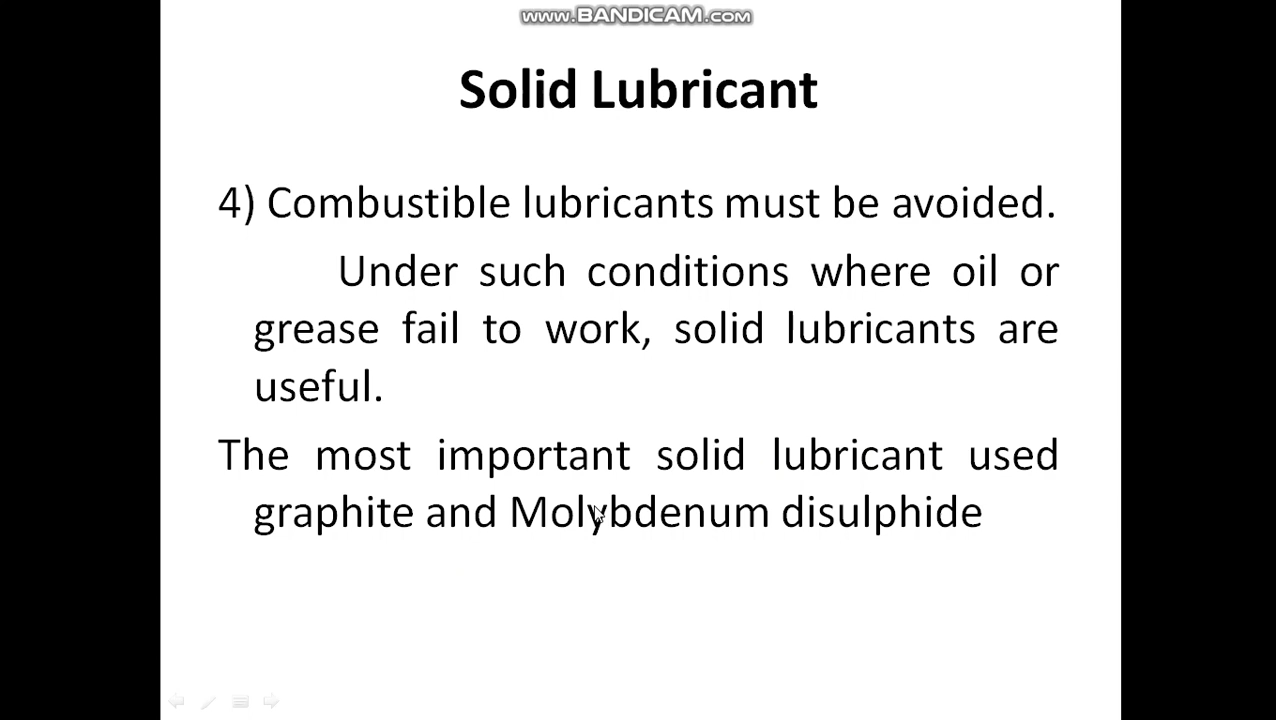 www.BANDICAM.com
Solid Lubricant
4) Combustible lubricants must be avoided.
Under such conditions where oil or
grease fail to work, solid lubricants are
useful.
The most important solid lubricant used
graphite and Molybdenum disulphide